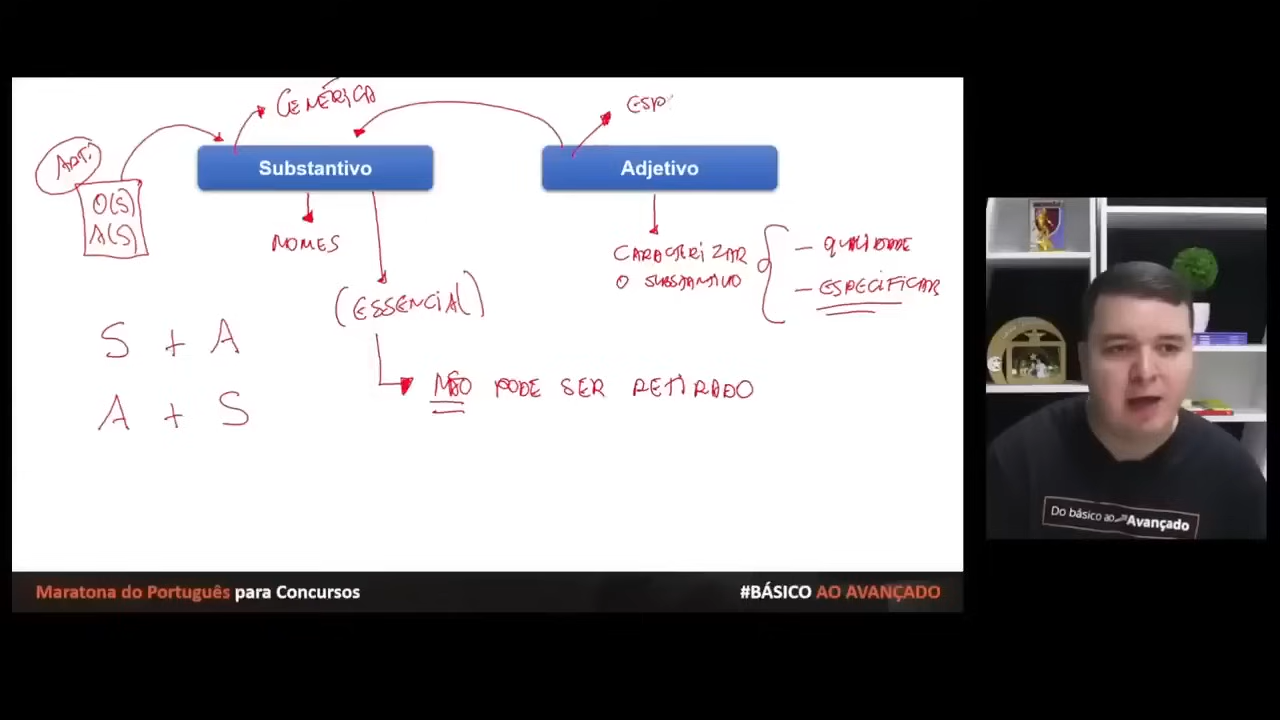 GENÉRICA
ESP
ART.
Substantivo
Adjetivo
O(S)
A(S)
NOMES
CARACTERIZAR
O SUBSTANTIVO
- QUALIDADE
- ESPECIFICAR
(ESSENCIAL)
S + A
NÃO PODE SER RETIRADO
A + S
Do básico ao Avançado
Maratona do Português para Concursos
#BÁSICO AO AVANÇADO